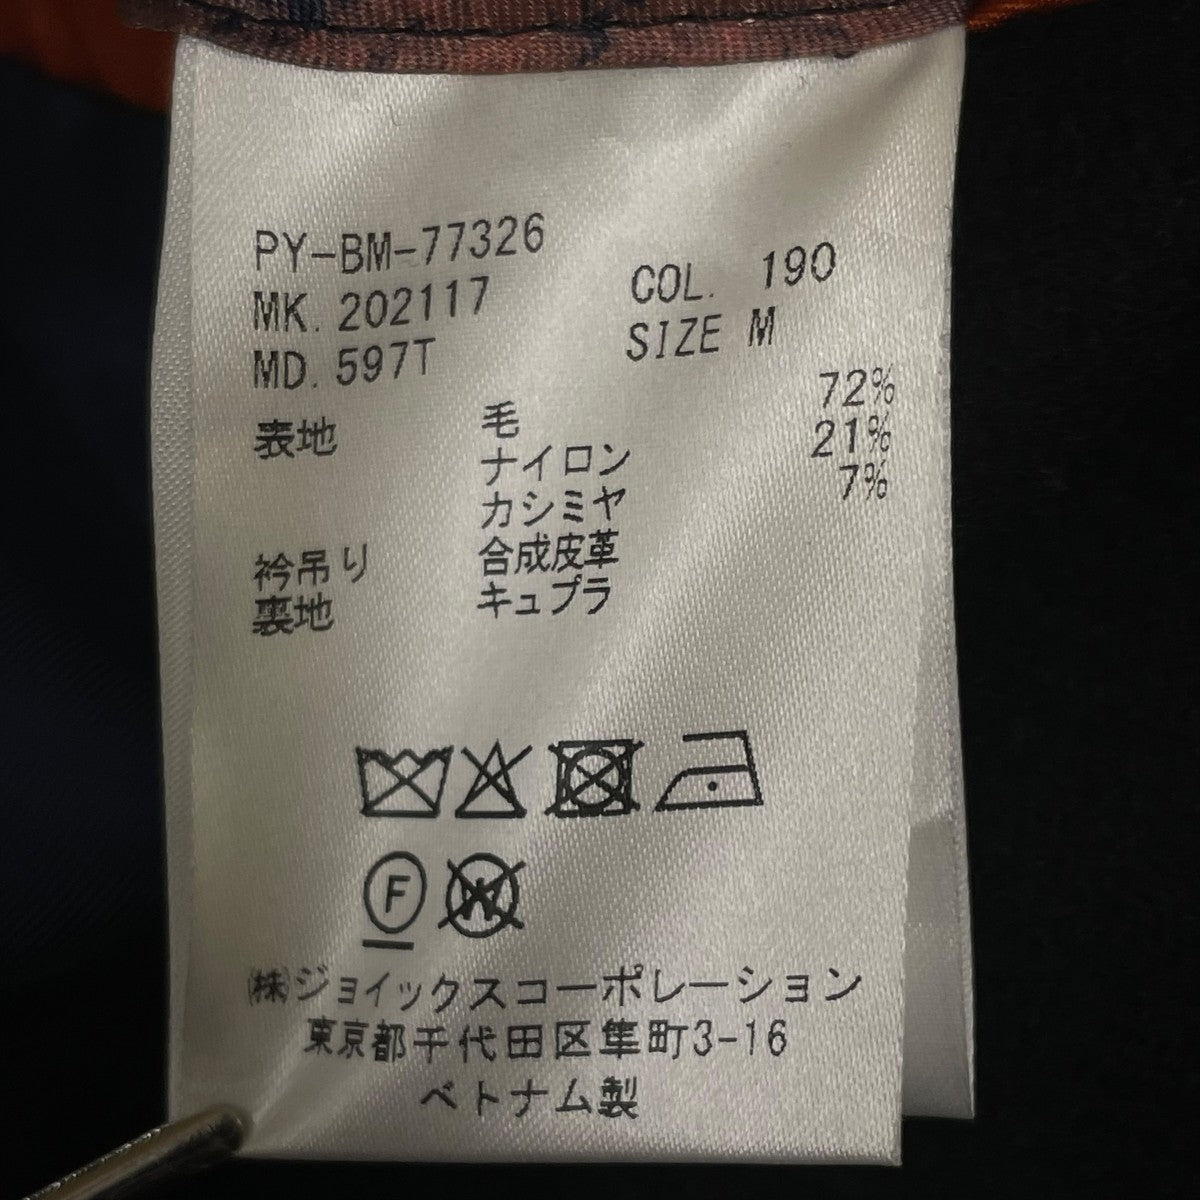 PY-BM-77326
MK. 202117 COL. 190
MD. 597T SIZE M
表地 毛 72%
ナイロン 21%
カシミヤ 7%
衿吊り 合成皮革
裏地 キュプラ
F W
㈱ジョイックスコーポレーション
東京都千代田区隼町3-16
ベトナム製